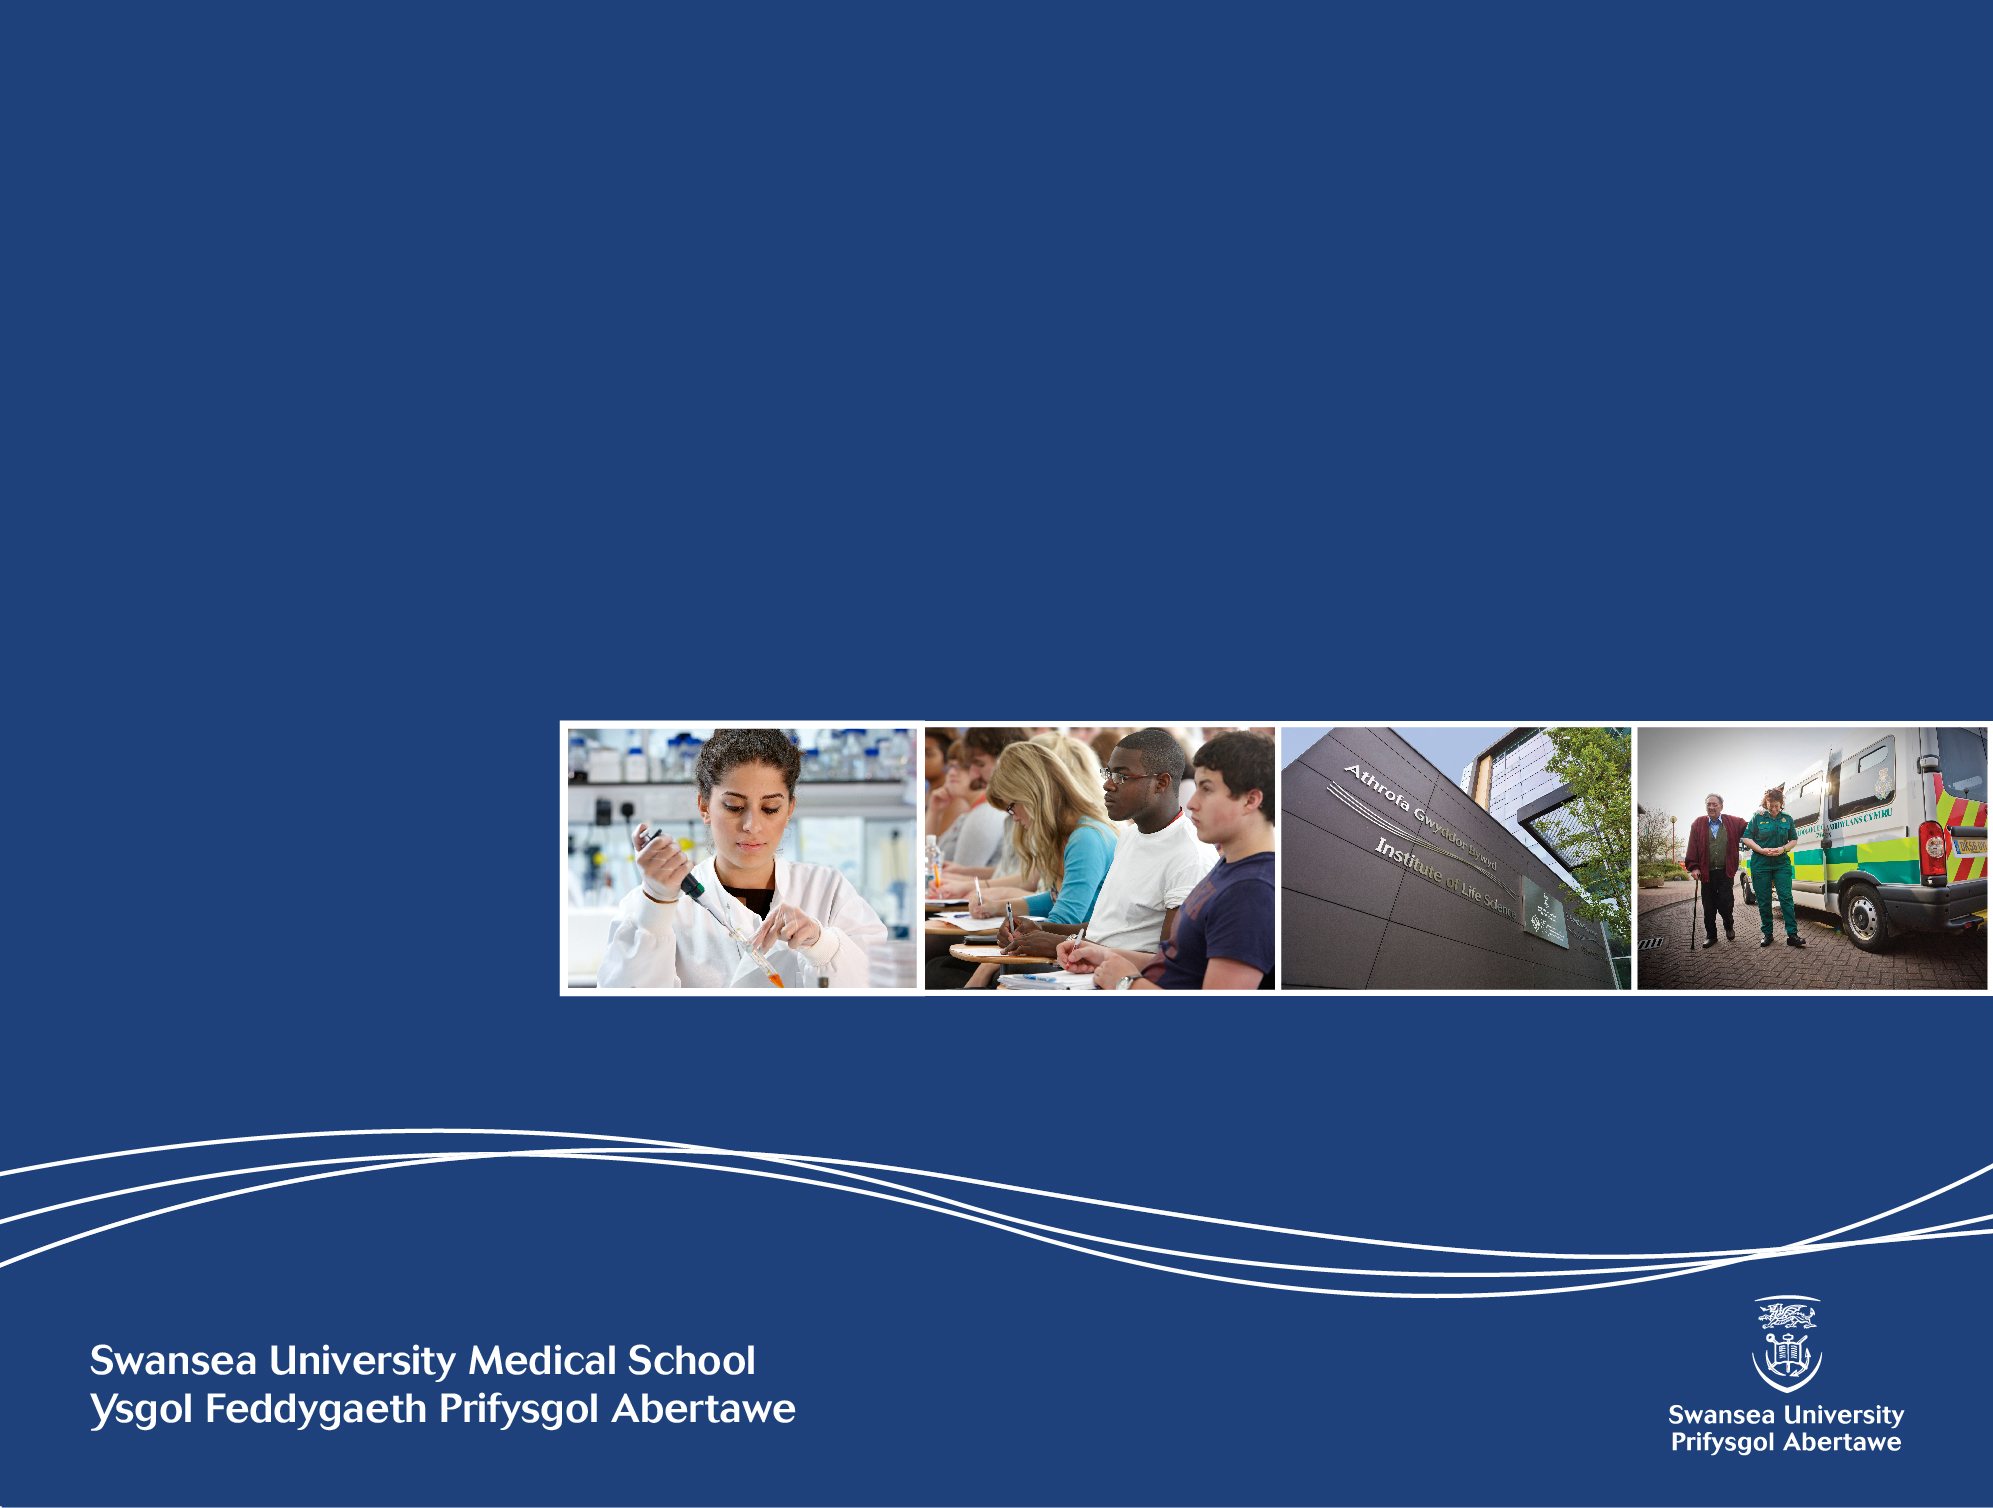 Athrofa Gwyddor Bywyd
Institute of Life Science
Swansea University Medical School
Ysgol Feddygaeth Prifysgol Abertawe
Swansea University
Prifysgol Abertawe